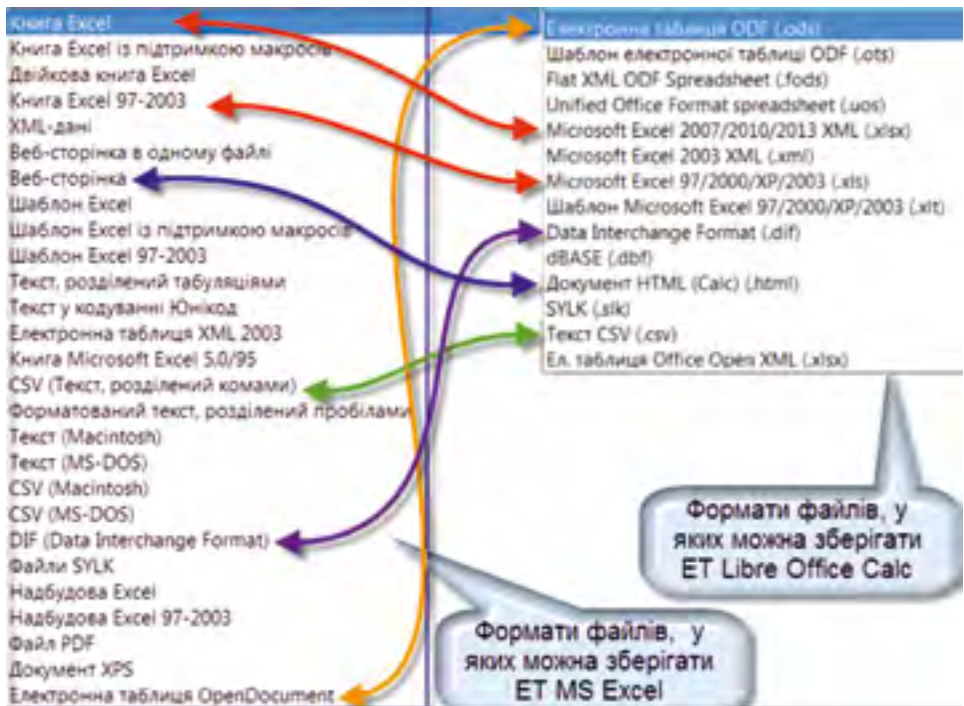 Книга Excel
Книга Excel із підтримкою макросів
Двійкова книга Excel
Книга Excel 97-2003
XML-дані
Веб-сторінка в одному файлі
Веб-сторінка
Шаблон Excel
Шаблон Excel із підтримкою макросів
Шаблон Excel 97-2003
Текст, розділений табуляціями
Текст у кодуванні Юнікод
Електронна таблиця XML 2003
Книга Microsoft Excel 5.0/95
CSV (Текст, розділений комами)
Форматований текст, розділений пробілами
Текст (Macintosh)
Текст (MS-DOS)
CSV (Macintosh)
CSV (MS-DOS)
DIF (Data Interchange Format)
Файли SYLK
Надбудова Excel
Надбудова Excel 97-2003
Файл PDF
Документ XPS
Електронна таблиця OpenDocument
Електронна таблиця ODF (.ods)
Шаблон електронної таблиці ODF (.ots)
Flat XML ODF Spreadsheet (.fods)
Unified Office Format spreadsheet (.uos)
Microsoft Excel 2007/2010/2013 XML (.xlsx)
Microsoft Excel 2003 XML (.xml)
Microsoft Excel 97/2000/XP/2003 (.xls)
Шаблон Microsoft Excel 97/2000/XP/2003 (.xlt)
Data Interchange Format (.dif)
dBASE (.dbf)
Документ HTML (Calc) (.html)
SYLK (.slk)
Текст CSV (.csv)
Ел. таблиця Office Open XML (.xlsx)
Формати файлів, у
яких можна зберігати
ET Libre Office Calc
Формати файлів, у
яких можна зберігати
ET MS Excel